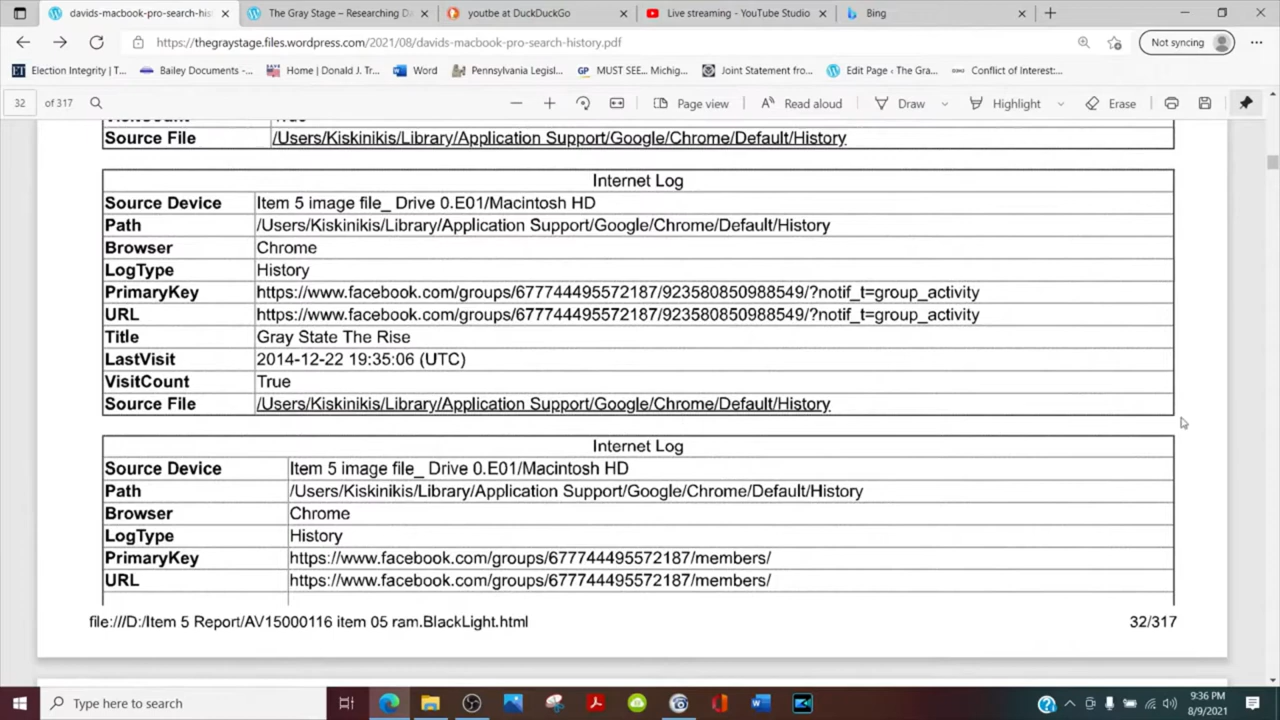 davids-macbook-pro-search-his
The Gray Stage – Researching Da
youtbe at DuckDuckGo
Live streaming - YouTube Studio
Bing
https://thegraystage.files.wordpress.com/2021/08/davids-macbook-pro-search-history.pdf
Not syncing
Election Integrity | T...
Bailey Documents -...
Home | Donald J. Tr...
Word
Pennsylvania Legisl...
MUST SEE... Michig...
Joint Statement fro...
Edit Page ‹ The Gra...
Conflict of Interest:...
32 of 317
Page view
Read aloud
Draw
Highlight
Erase
VisitCount True
Source File /Users/Kiskinikis/Library/Application Support/Google/Chrome/Default/History
Internet Log
Source Device Item 5 image file_ Drive 0.E01/Macintosh HD
Path /Users/Kiskinikis/Library/Application Support/Google/Chrome/Default/History
Browser Chrome
LogType History
PrimaryKey https://www.facebook.com/groups/677744495572187/923580850988549/?notif_t=group_activity
URL https://www.facebook.com/groups/677744495572187/923580850988549/?notif_t=group_activity
Title Gray State The Rise
LastVisit 2014-12-22 19:35:06 (UTC)
VisitCount True
Source File /Users/Kiskinikis/Library/Application Support/Google/Chrome/Default/History
Internet Log
Source Device Item 5 image file_ Drive 0.E01/Macintosh HD
Path /Users/Kiskinikis/Library/Application Support/Google/Chrome/Default/History
Browser Chrome
LogType History
PrimaryKey https://www.facebook.com/groups/677744495572187/members/
URL https://www.facebook.com/groups/677744495572187/members/
file:///D:/Item 5 Report/AV15000116 item 05 ram.BlackLight.html 32/317
Type here to search
9:36 PM
8/9/2021